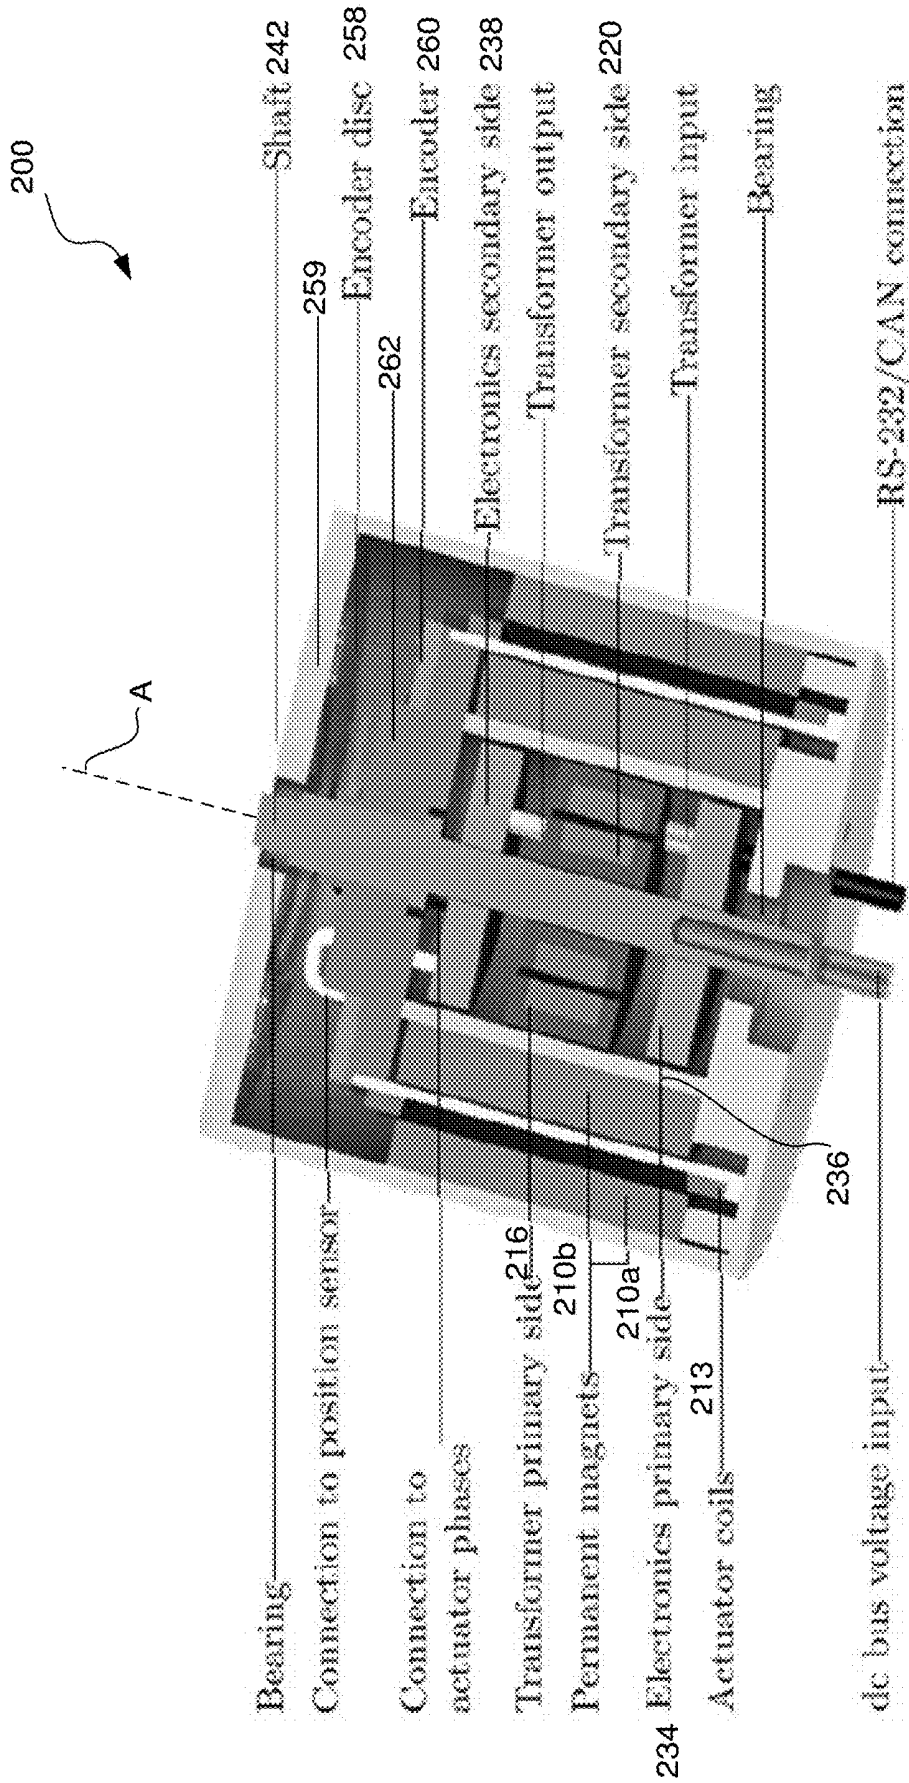 200
A
Shaft 242
259
Encoder disc 258
262
Encoder 260
Electronics secondary side 238
Transformer output
Transformer secondary side 220
Transformer input
Bearing
RS-232/CAN connection
Bearing
Connection to position sensor
Connection to
actuator phases
Transformer primary side 216
Permanent magnets
210b
210a
234 Electronics primary side
236
Actuator coils 213
dc bus voltage input